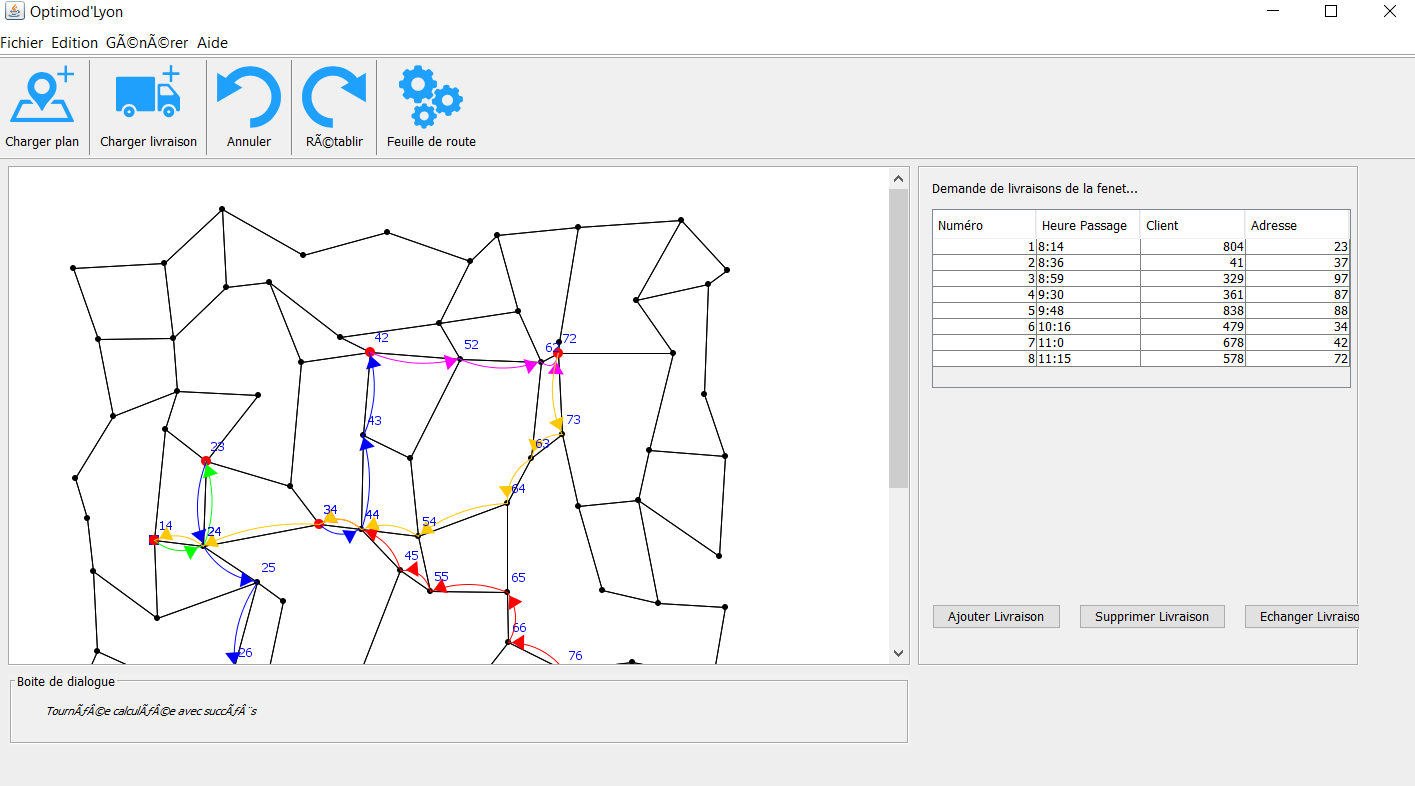 Optimod'Lyon
Fichier Edition GÃ©nÃ©rer Aide
Charger plan Charger livraison Annuler RÃ©tablir Feuille de route
Demande de livraisons de la fenet...
Numéro Heure Passage Client Adresse
1 8:14 804 23
2 8:36 41 37
3 8:59 329 97
4 9:30 361 87
5 9:48 838 88
6 10:16 479 34
7 11:0 678 42
8 11:15 578 72
42
52
72
43
73
23
63
64
14
24
34
44
54
25
45
55
65
66
26
76
Ajouter Livraison Supprimer Livraison Echanger Livraiso
Boite de dialogue
TournÃƒÂ©e calculÃƒÂ©e avec succÃƒÂ¨s